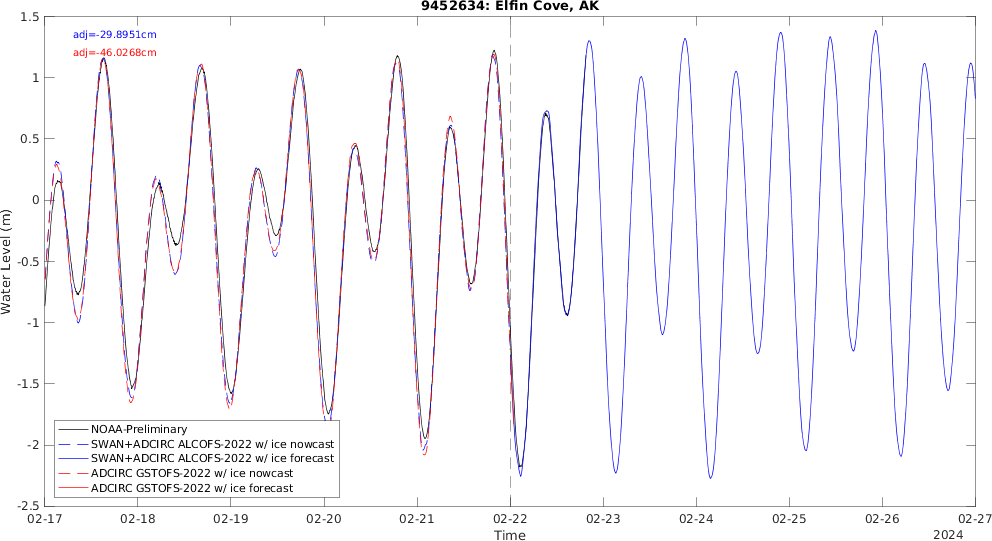 9452634: Elfin Cove, AK
adj=-29.8951cm
adj=-46.0268cm
1.5
1
0.5
0
-0.5
-1
-1.5
-2
-2.5
Water Level (m)
NOAA-Preliminary
SWAN+ADCIRC ALCOFS-2022 w/ ice nowcast
SWAN+ADCIRC ALCOFS-2022 w/ ice forecast
ADCIRC GSTOFS-2022 w/ ice nowcast
ADCIRC GSTOFS-2022 w/ ice forecast
02-17 02-18 02-19 02-20 02-21 02-22 02-23 02-24 02-25 02-26 02-27
Time
2024